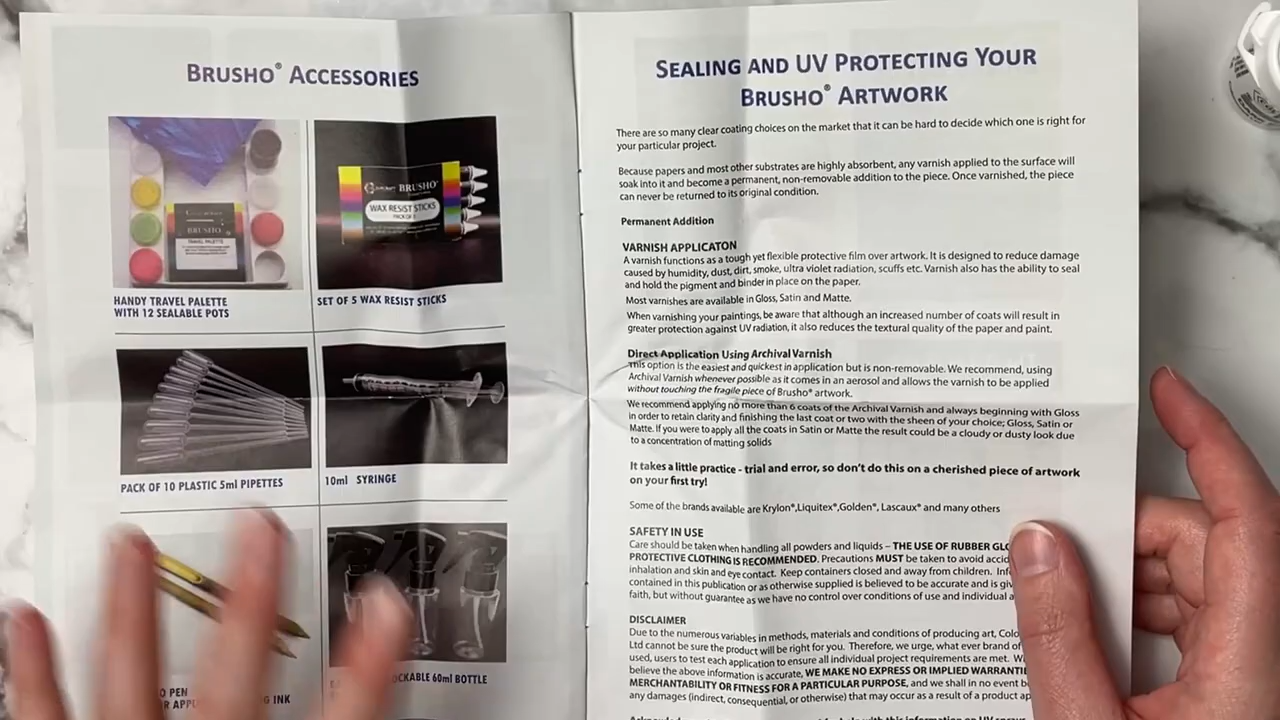 BRUSHO® ACCESSORIES
BRUSHO®
WAX RESIST STICKS
BRUSHO
TRAVEL PALETTE
HANDY TRAVEL PALETTE
WITH 12 SEALABLE POTS
SET OF 5 WAX RESIST STICKS
PACK OF 10 PLASTIC 5ml PIPETTES
10ml SYRINGE
PEN
INK
60ml BOTTLE
SEALING AND UV PROTECTING YOUR
BRUSHO® ARTWORK
There are so many clear coating choices on the market that it can be hard to decide which one is right for
your particular project.
Because papers and most other substrates are highly absorbent, any varnish applied to the surface will
soak into it and become a permanent, non-removable addition to the piece. Once varnished, the piece
can never be returned to its original condition.
Permanent Addition
VARNISH APPLICATON
A varnish functions as a tough yet flexible protective film over artwork. It is designed to reduce damage
caused by humidity, dust, dirt, smoke, ultra violet radiation, scuffs etc. Varnish also has the ability to seal
and hold the pigment and binder in place on the paper.
Most varnishes are available in Gloss, Satin and Matte.
When varnishing your paintings, be aware that although an increased number of coats will result in
greater protection against UV radiation, it also reduces the textural quality of the paper and paint.
Direct Application Using Archival Varnish
This option is the easiest and quickest in application but is non-removable. We recommend, using
Archival Varnish whenever possible as it comes in an aerosol and allows the varnish to be applied
without touching the fragile piece of Brusho® artwork.
We recommend applying no more than 6 coats of the Archival Varnish and always beginning with Gloss
in order to retain clarity and finishing the last coat or two with the sheen of your choice; Gloss, Satin or
Matte. If you were to apply all the coats in Satin or Matte the result could be a cloudy or dusty look due
to a concentration of matting solids
It takes a little practice - trial and error, so don't do this on a cherished piece of artwork
on your first try!
Some of the brands available are Krylon®,Liquitex®,Golden®, Lascaux® and many others
SAFETY IN USE
Care should be taken when handling all powders and liquids – THE USE OF RUBBER GLO
PROTECTIVE CLOTHING IS RECOMMENDED. Precautions MUST be taken to avoid accid
inhalation and skin and eye contact. Keep containers closed and away from children. Inf
contained in this publication or as otherwise supplied is believed to be accurate and is giv
faith, but without guarantee as we have no control over conditions of use and individual a
DISCLAIMER
Due to the numerous variables in methods, materials and conditions of producing art, Colo
Ltd cannot be sure the product will be right for you. Therefore, we urge, what ever brand of
used, users to test each application to ensure all individual project requirements are met. W
believe the above information is accurate, WE MAKE NO EXPRESS OR IMPLIED WARRANTI
MERCHANTABILITY OR FITNESS FOR A PARTICULAR PURPOSE, and we shall in no event b
any damages (indirect, consequential, or otherwise) that may occur as a result of a product ap